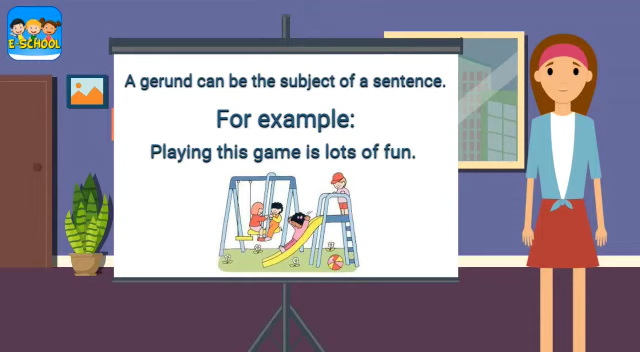 E-SCHOOL
A gerund can be the subject of a sentence.
For example:
Playing this game is lots of fun.